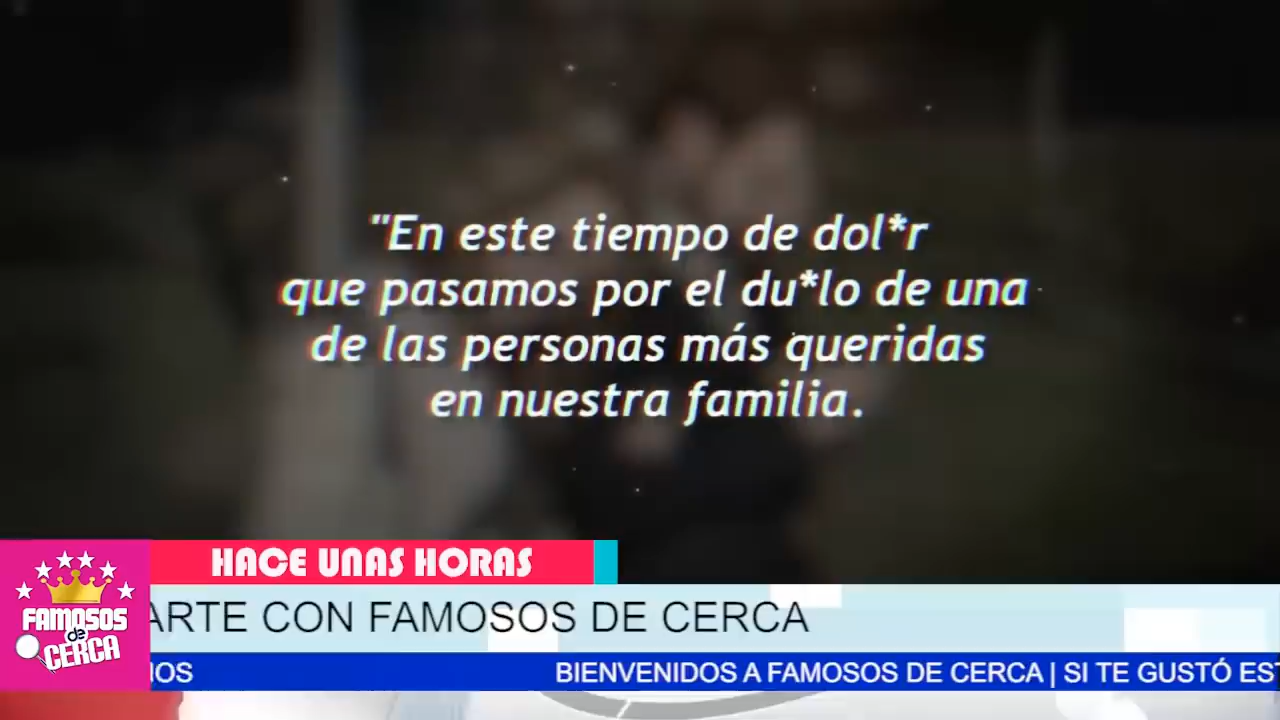 "En este tiempo de dol*r
que pasamos por el du*lo de una
de las personas más queridas
en nuestra familia.
HACE UNAS HORAS
ARTE CON FAMOSOS DE CERCA
FAMOSOS
de
CERCA
IOS BIENVENIDOS A FAMOSOS DE CERCA | SI TE GUSTÓ ES